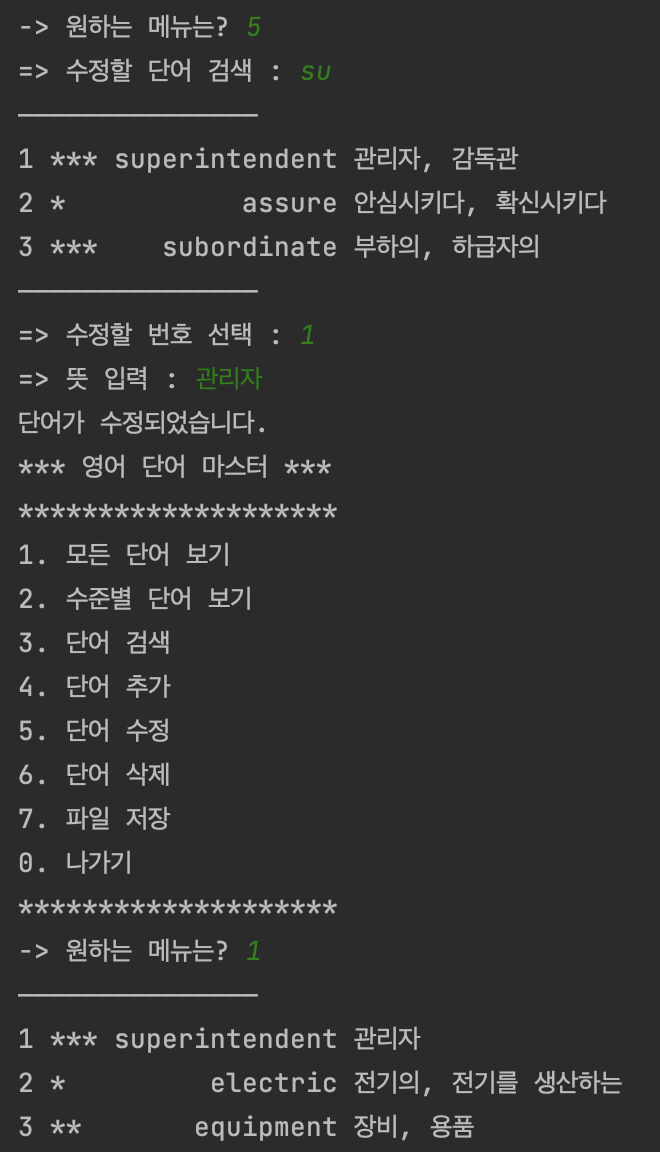 -> 원하는 메뉴는? 5
=> 수정할 단어 검색 : su
———————————————
1 *** superintendent 관리자, 감독관
2 *           assure 안심시키다, 확신시키다
3 ***    subordinate 부하의, 하급자의
———————————————
=> 수정할 번호 선택 : 1
=> 뜻 입력 : 관리자
단어가 수정되었습니다.
*** 영어 단어 마스터 ***
********************
1. 모든 단어 보기
2. 수준별 단어 보기
3. 단어 검색
4. 단어 추가
5. 단어 수정
6. 단어 삭제
7. 파일 저장
0. 나가기
********************
-> 원하는 메뉴는? 1
———————————————
1 *** superintendent 관리자
2 *         electric 전기의, 전기를 생산하는
3 **       equipment 장비, 용품